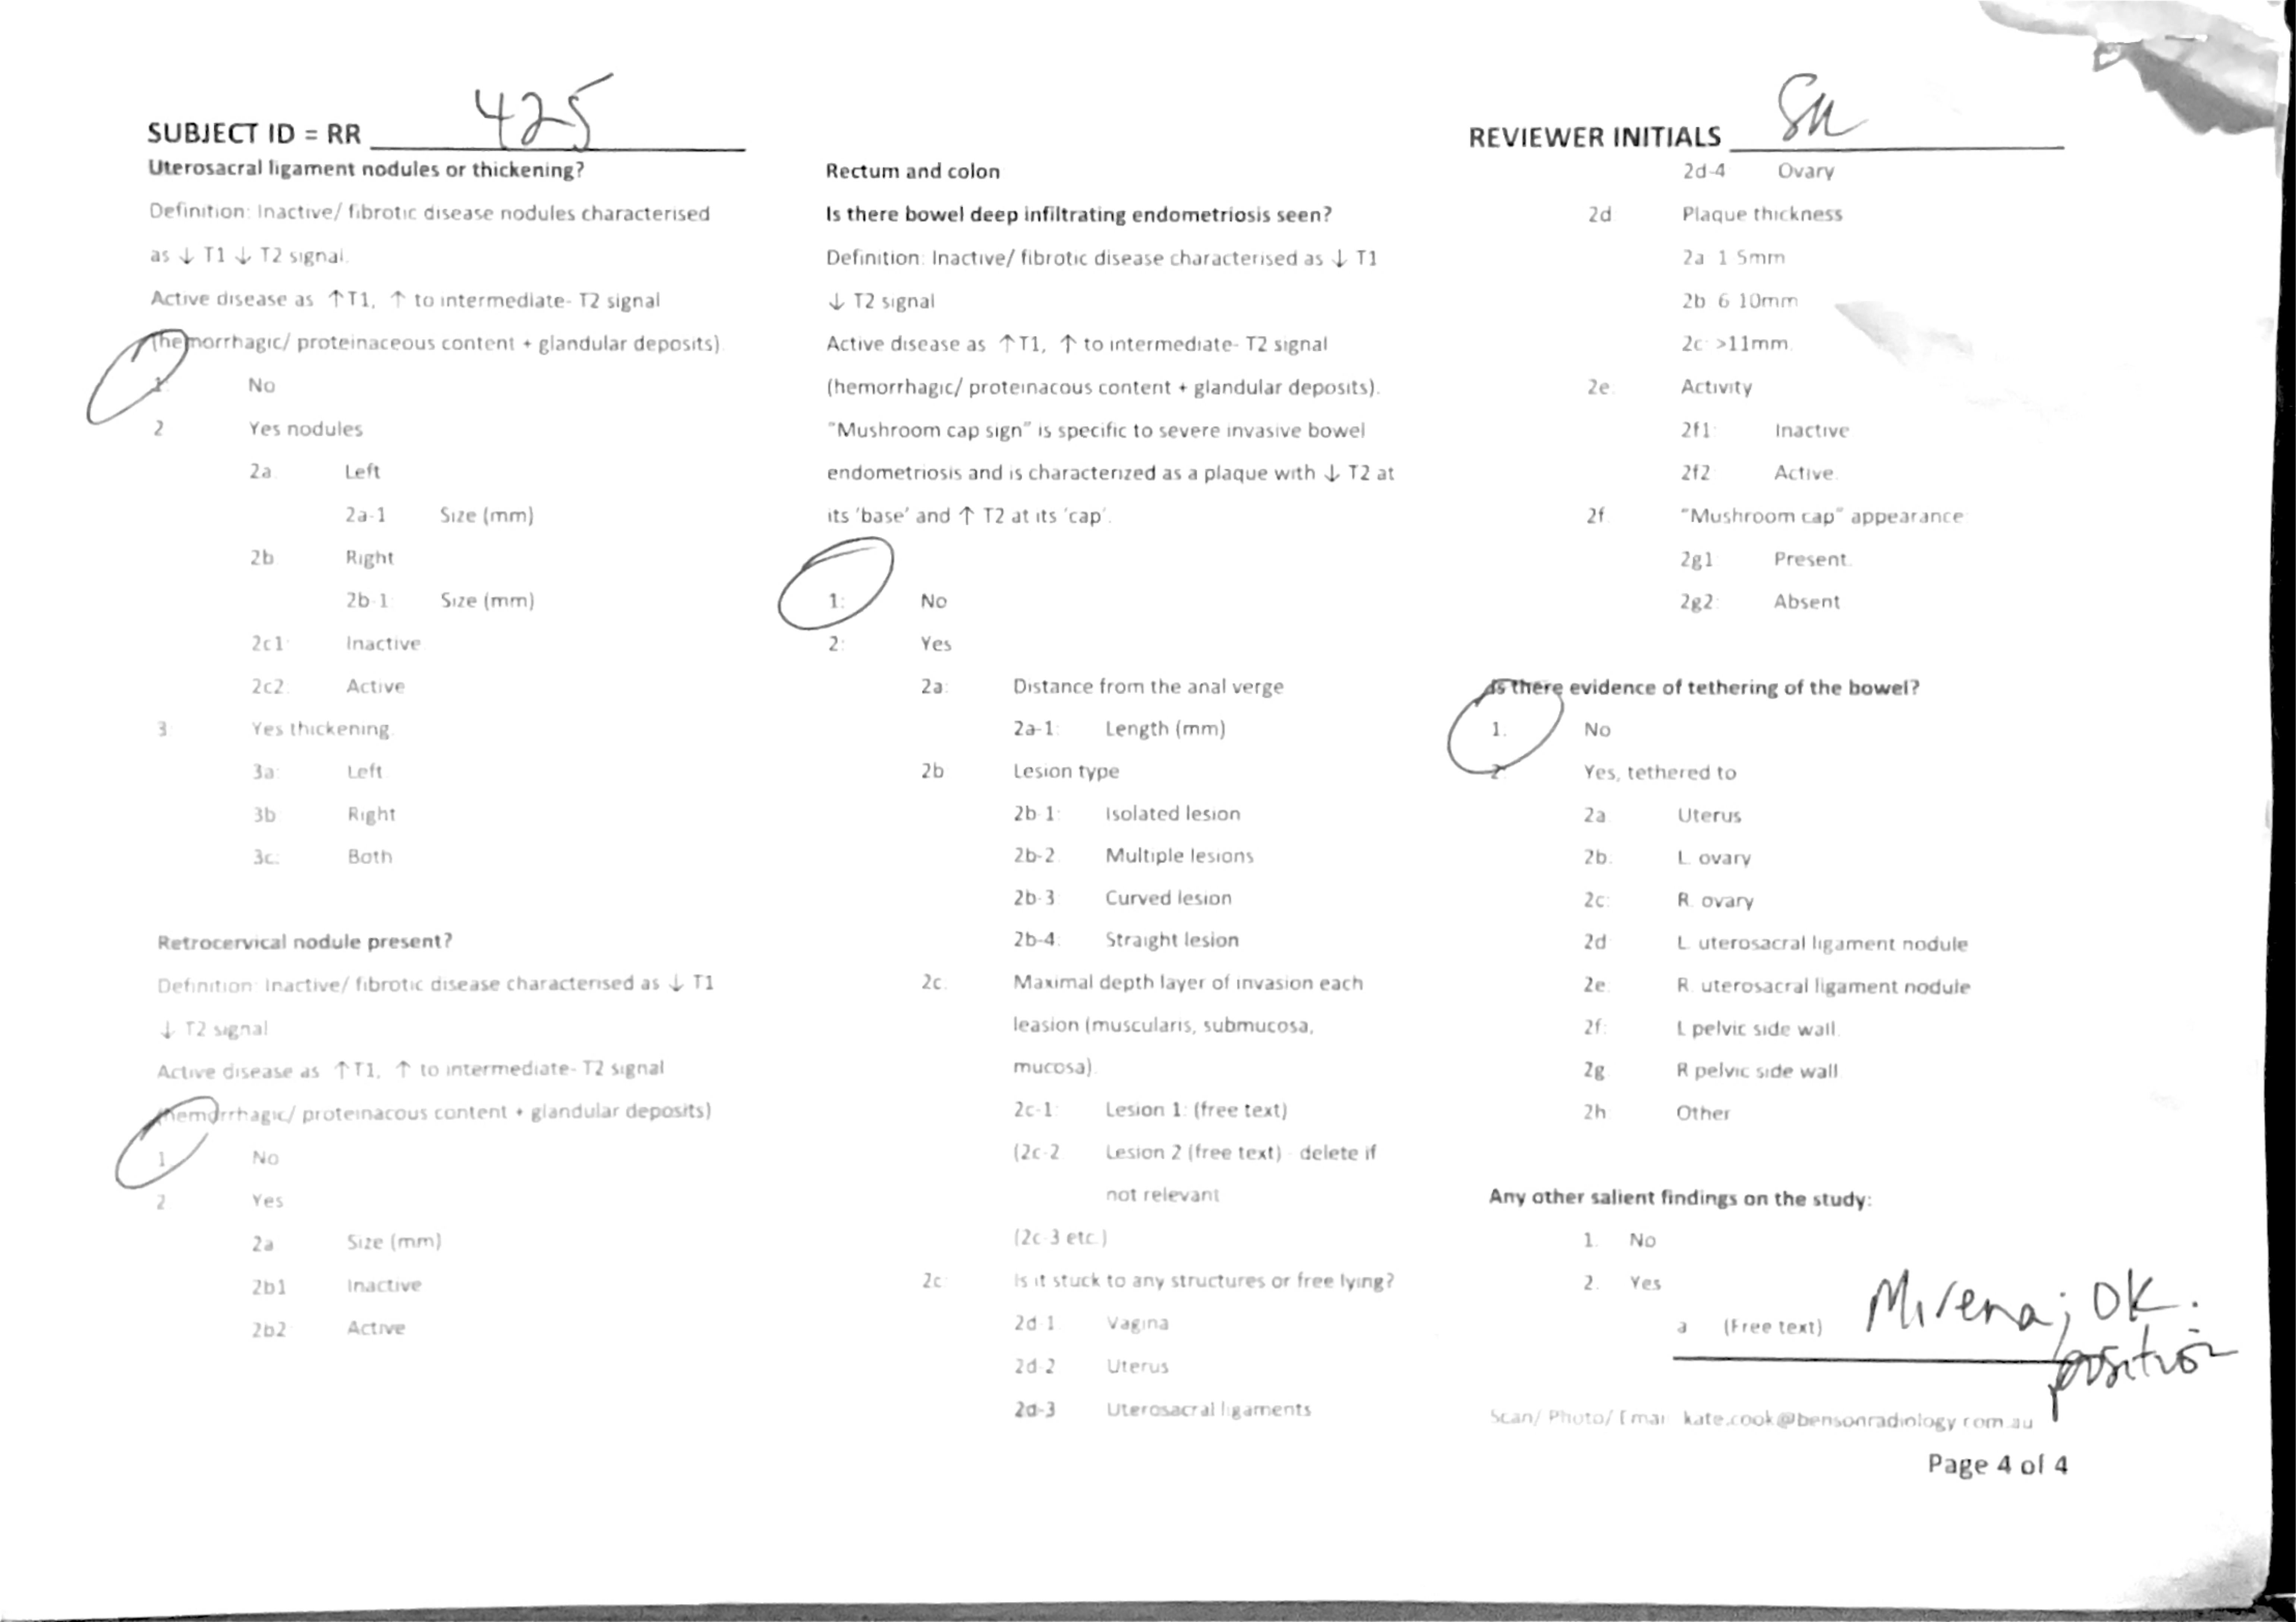 SUBJECT ID = RR 425
REVIEWER INITIALS
Uterosacral ligament nodules or thickening?
Definition: Inactive/ fibrotic disease nodules characterised
as ↓ T1 ↓ T2 signal.
Active disease as ↑T1, ↑ to intermediate- T2 signal
(hemorrhagic/ proteinaceous content + glandular deposits).
1. No
2 Yes nodules
2a. Left
2a-1 Size (mm)
2b Right
2b-1: Size (mm)
2c1: Inactive
2c2. Active
3: Yes thickening.
3a: Left
3b: Right
3c: Both
Retrocervical nodule present?
Definition: Inactive/ fibrotic disease characterised as ↓ T1
↓ T2 signal
Active disease as ↑T1, ↑ to intermediate- T2 signal
(hemorrhagic/ proteinacous content + glandular deposits)
1 No
2 Yes
2a Size (mm)
2b1 Inactive
2b2 Active
Rectum and colon
Is there bowel deep infiltrating endometriosis seen?
Definition: Inactive/ fibrotic disease characterised as ↓ T1
↓ T2 signal
Active disease as ↑T1, ↑ to intermediate- T2 signal
(hemorrhagic/ proteinacous content + glandular deposits).
"Mushroom cap sign" is specific to severe invasive bowel
endometriosis and is characterized as a plaque with ↓ T2 at
its 'base' and ↑ T2 at its 'cap'.
1: No
2: Yes
2a: Distance from the anal verge
2a-1: Length (mm)
2b Lesion type
2b-1: Isolated lesion
2b-2. Multiple lesions
2b-3 Curved lesion
2b-4: Straight lesion
2c: Maximal depth layer of invasion each
leasion (muscularis, submucosa,
mucosa).
2c-1: Lesion 1: (free text)
(2c-2 Lesion 2 (free text) - delete if
not relevant
(2c-3 etc.)
2c: Is it stuck to any structures or free lying?
2d-1. Vagina
2d-2 Uterus
2d-3 Uterosacral ligaments
2d-4 Ovary
2d Plaque thickness
2a 1 5mm
2b 6 10mm
2c: >11mm.
2e: Activity
2f1: Inactive
2f2 Active.
2f. "Mushroom cap" appearance
2g1: Present.
2g2: Absent
Is there evidence of tethering of the bowel?
1. No
2 Yes, tethered to
2a. Uterus
2b: L. ovary
2c: R. ovary
2d L. uterosacral ligament nodule
2e: R. uterosacral ligament nodule
2f: L pelvic side wall.
2g R pelvic side wall.
2h Other
Any other salient findings on the study:
1. No
2. Yes
a (Free text) Mirena; OK.
position
Scan/ Photo/ Emai kate.cook@bensonradiology.com.au
Page 4 of 4